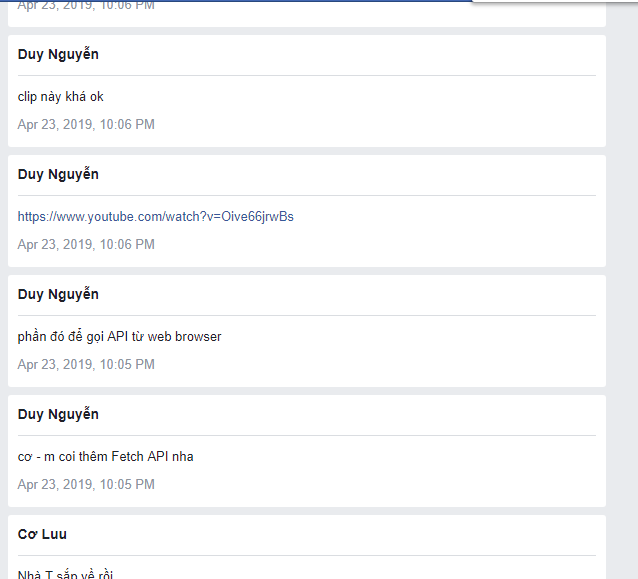 Apr 23, 2019, 10:06 PM
Duy Nguyễn
clip này khá ok
Apr 23, 2019, 10:06 PM
Duy Nguyễn
https://www.youtube.com/watch?v=Oive66jrwBs
Apr 23, 2019, 10:06 PM
Duy Nguyễn
phần đó để gọi API từ web browser
Apr 23, 2019, 10:05 PM
Duy Nguyễn
cơ - m coi thêm Fetch API nha
Apr 23, 2019, 10:05 PM
Cơ Luu
Nhà T sắp về rồi